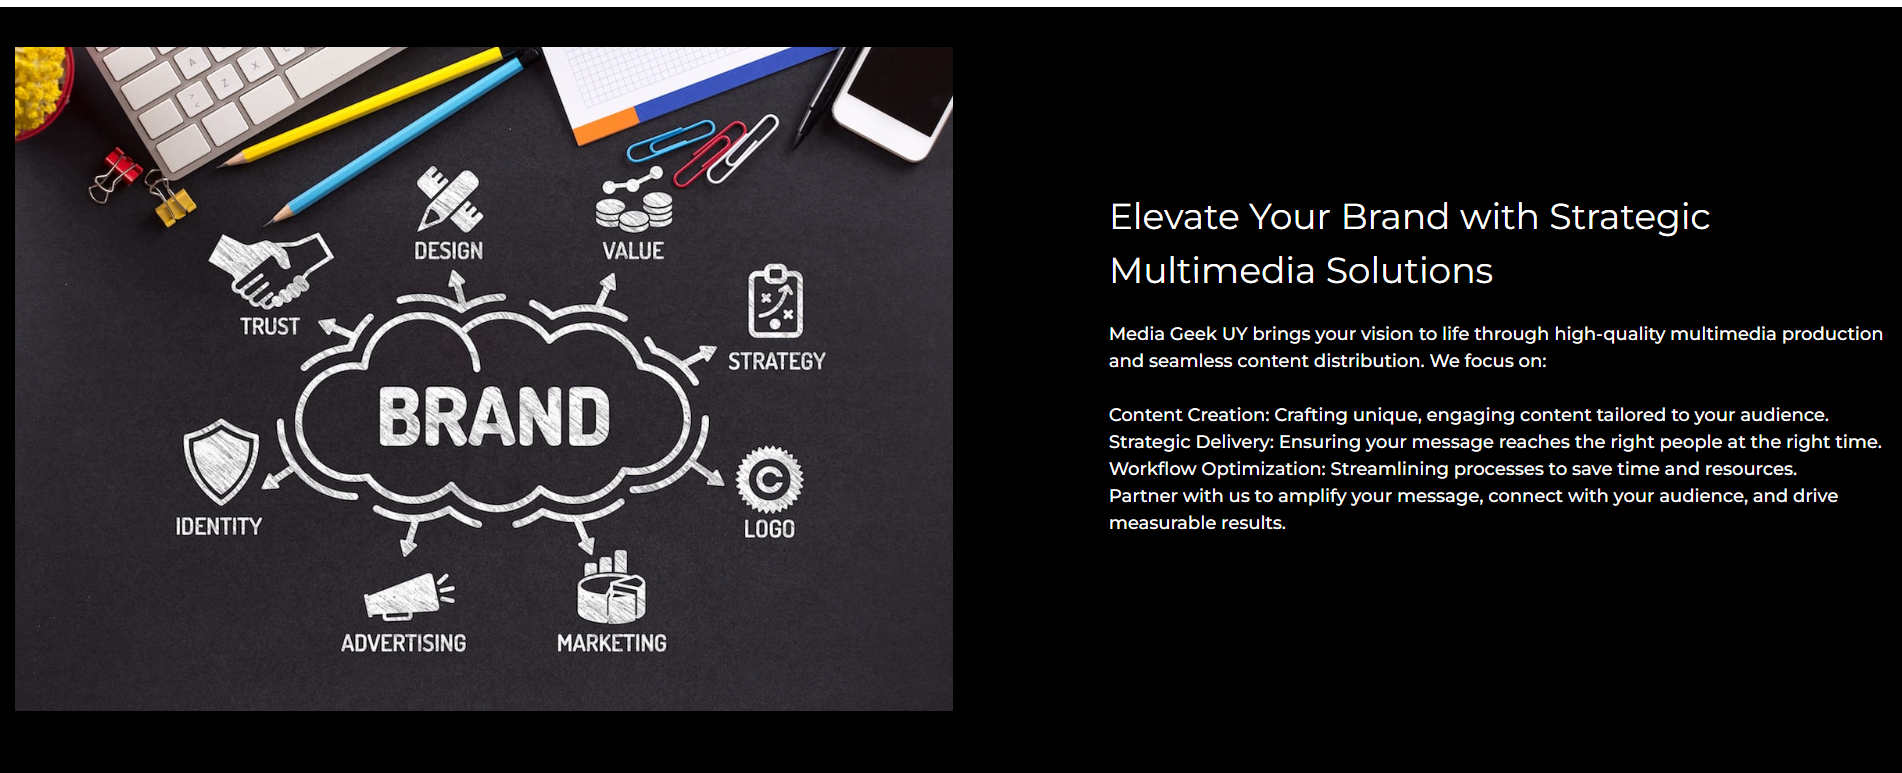 A
X
Z
DESIGN
VALUE
TRUST
STRATEGY
BRAND
IDENTITY
C
LOGO
ADVERTISING
MARKETING
Elevate Your Brand with Strategic
Multimedia Solutions
Media Geek UY brings your vision to life through high-quality multimedia production
and seamless content distribution. We focus on:
Content Creation: Crafting unique, engaging content tailored to your audience.
Strategic Delivery: Ensuring your message reaches the right people at the right time.
Workflow Optimization: Streamlining processes to save time and resources.
Partner with us to amplify your message, connect with your audience, and drive
measurable results.